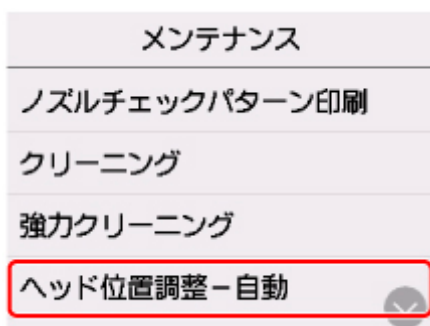 メンテナンス
ノズルチェックパターン印刷
クリーニング
強力クリーニング
ヘッド位置調整－自動